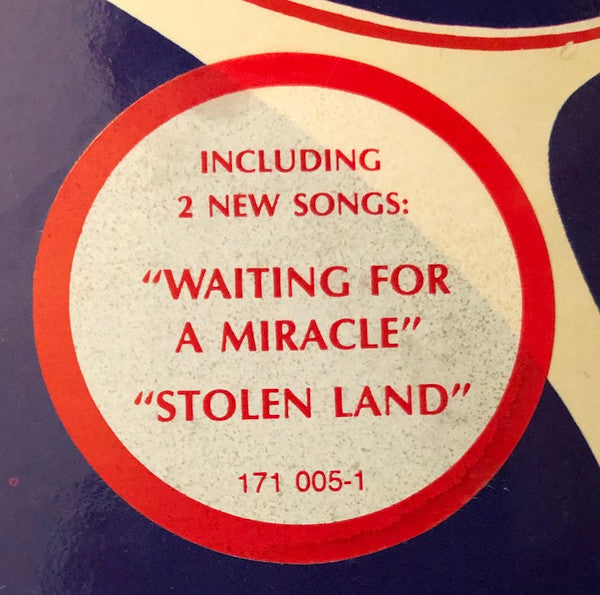 INCLUDING
2 NEW SONGS:
“WAITING FOR
A MIRACLE”
“STOLEN LAND”
171 005-1